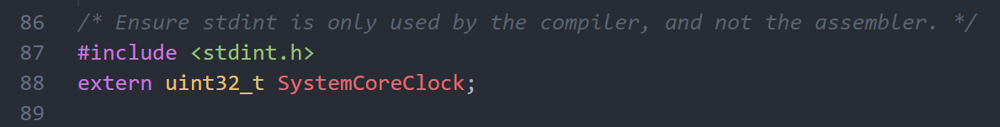 86 /* Ensure stdint is only used by the compiler, and not the assembler. */
87 #include <stdint.h>
88 extern uint32_t SystemCoreClock;
89